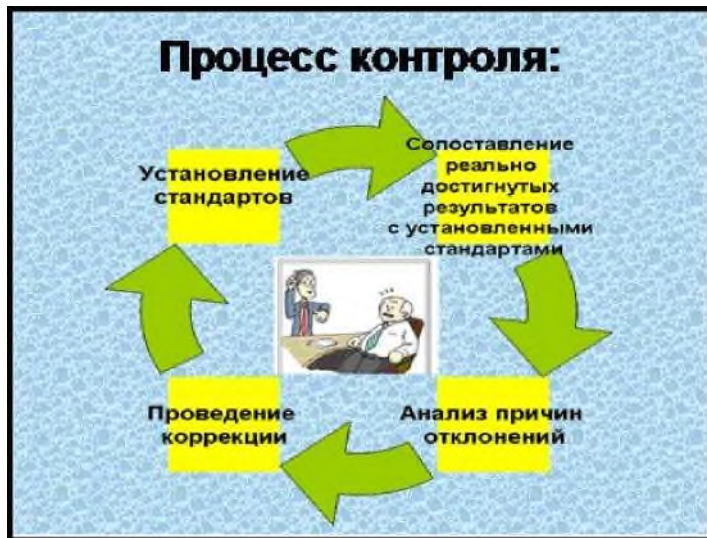 Процесс контроля:
Установление
стандартов
Сопоставление
реально
достигнутых
результатов
с установленными
стандартами
Анализ причин
отклонений
Проведение
коррекции